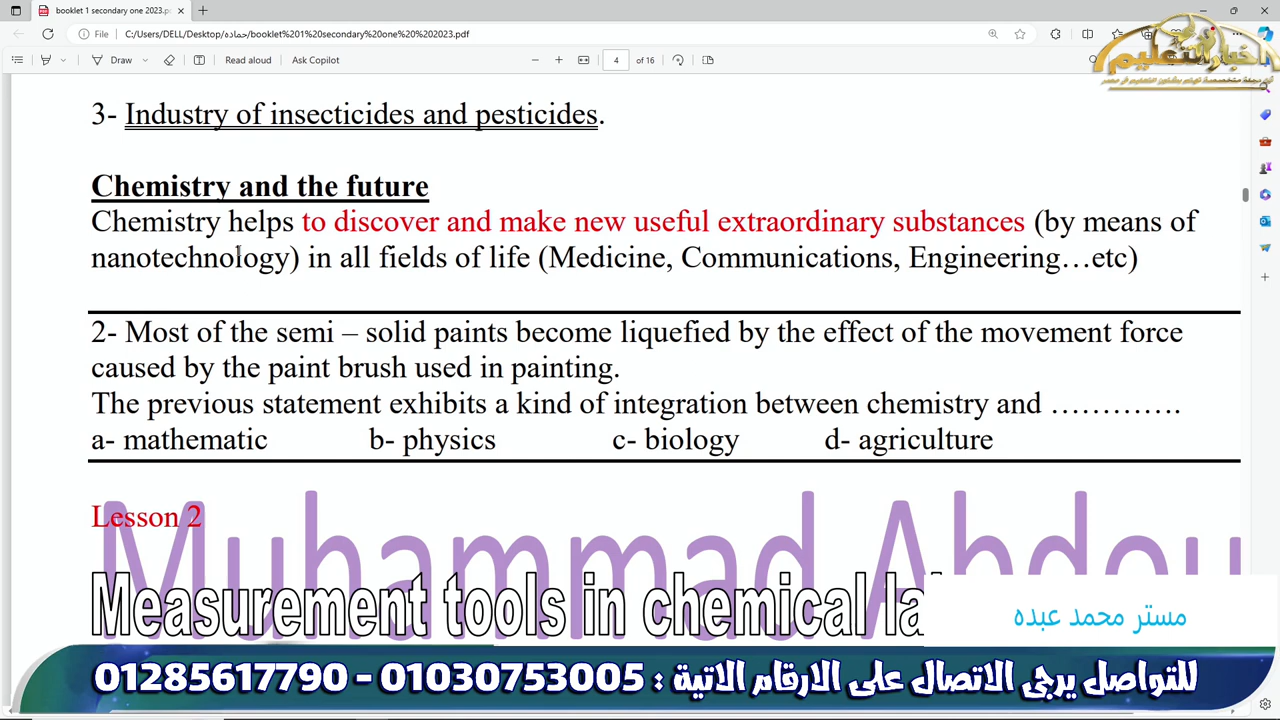 booklet 1 secondary one 2023.pdf
File
C:/Users/DELL/Desktop/حماده/booklet%201%20secondary%20one%20%202023.pdf
اخبار التعليم
Draw
Read aloud
Ask Copilot
4 of 16
3- Industry of insecticides and pesticides.
Chemistry and the future
Chemistry helps to discover and make new useful extraordinary substances (by means of
nanotechnology) in all fields of life (Medicine, Communications, Engineering…etc)
2- Most of the semi – solid paints become liquefied by the effect of the movement force
caused by the paint brush used in painting.
The previous statement exhibits a kind of integration between chemistry and ………….
a- mathematic b- physics c- biology d- agriculture
Lesson 2
Muhammad Abdou
Measurement tools in chemical la
مستر محمد عبده
للتواصل يرجى الاتصال على الارقام الاتية : 01030753005 - 01285617790